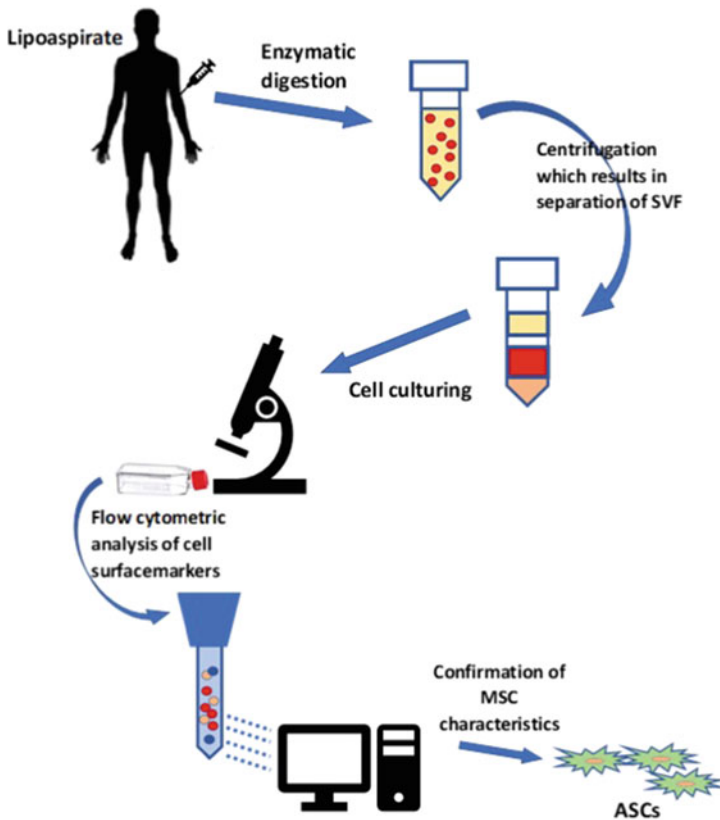 Lipoaspirate
Enzymatic
digestion
Centrifugation
which results in
separation of SVF
Cell culturing
Flow cytometric
analysis of cell
surfacemarkers
Confirmation of
MSC
characteristics
ASCs